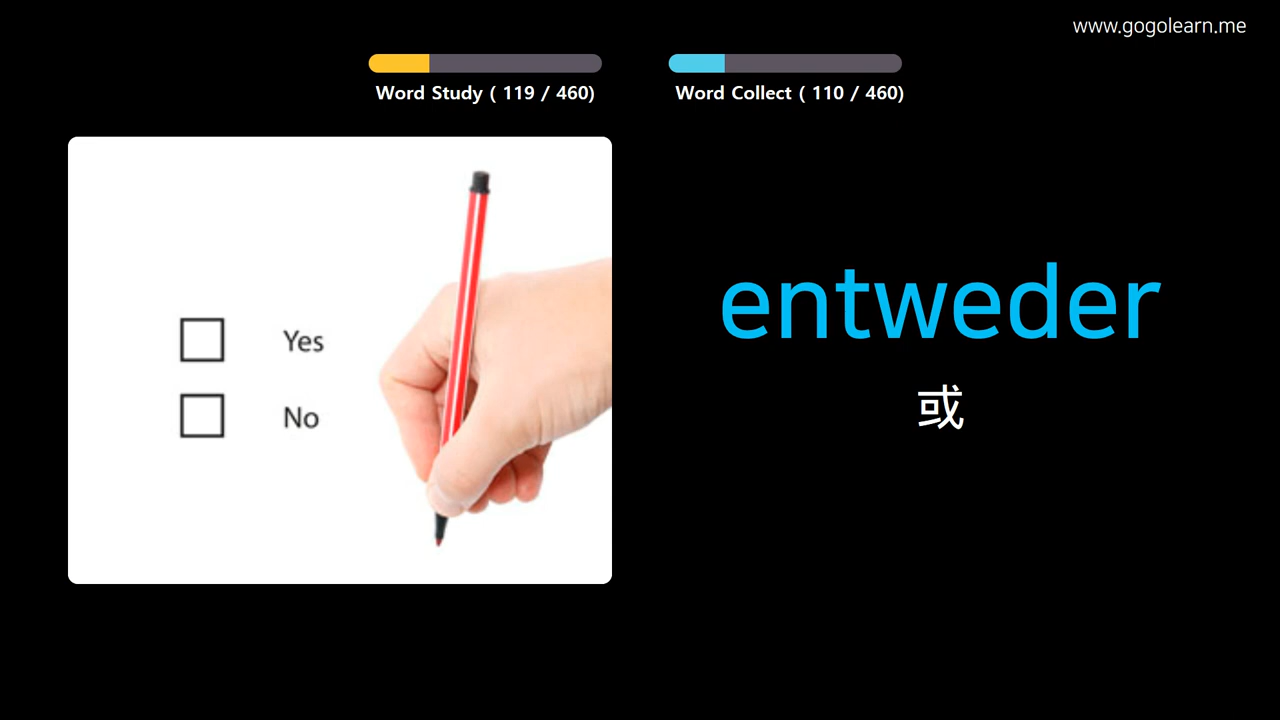 www.gogolearn.me
Word Study ( 119 / 460)
Word Collect ( 110 / 460)
Yes
No
entweder
或